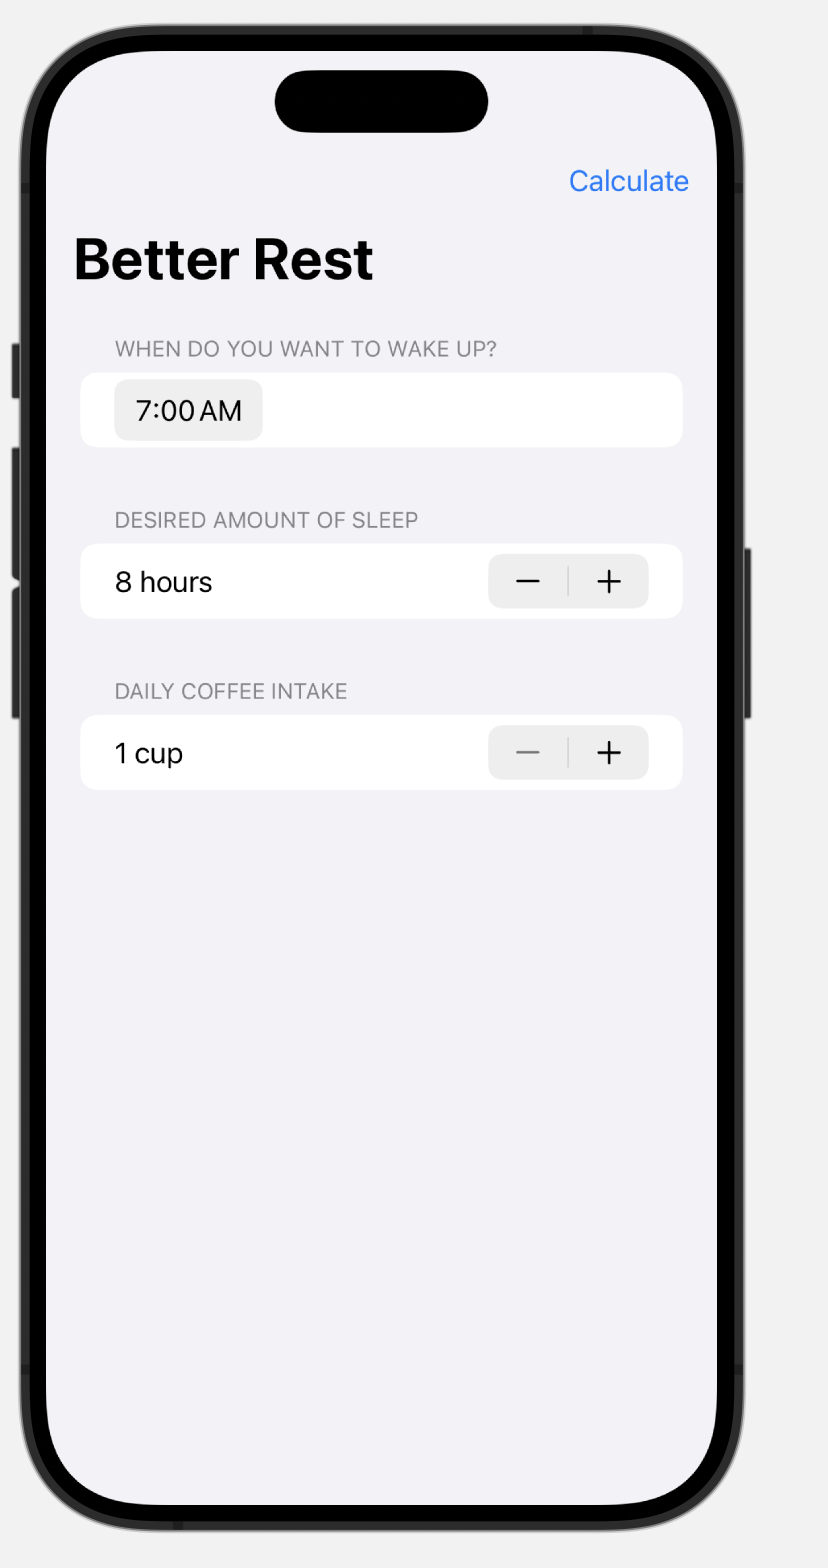 Calculate
Better Rest
WHEN DO YOU WANT TO WAKE UP?
7:00 AM
DESIRED AMOUNT OF SLEEP
8 hours
DAILY COFFEE INTAKE
1 cup